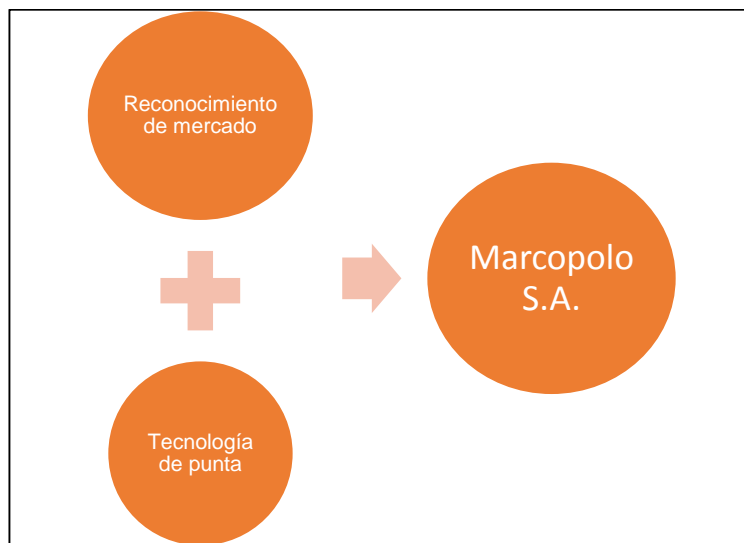 Reconocimiento
de mercado
Tecnología
de punta
Marcopolo
S.A.